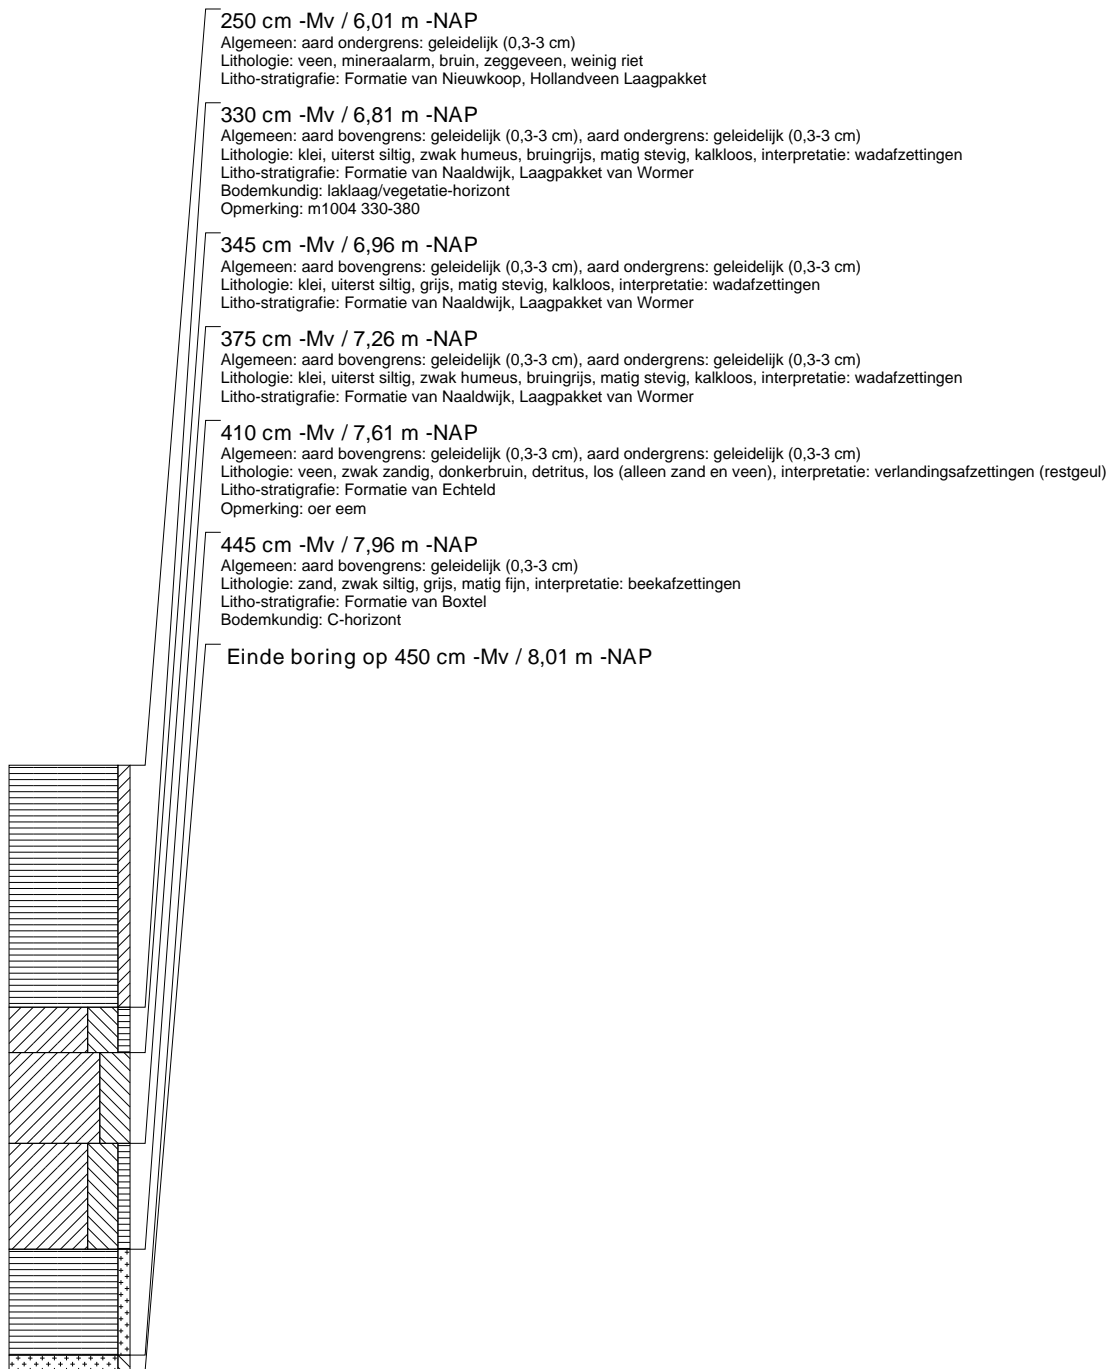 250 cm -Mv / 6,01 m -NAP
Algemeen: aard ondergrens: geleidelijk (0,3-3 cm)
Lithologie: veen, mineraalarm, bruin, zeggeveen, weinig riet
Litho-stratigrafie: Formatie van Nieuwkoop, Hollandveen Laagpakket
330 cm -Mv / 6,81 m -NAP
Algemeen: aard bovengrens: geleidelijk (0,3-3 cm), aard ondergrens: geleidelijk (0,3-3 cm)
Lithologie: klei, uiterst siltig, zwak humeus, bruingrijs, matig stevig, kalkloos, interpretatie: wadafzettingen
Litho-stratigrafie: Formatie van Naaldwijk, Laagpakket van Wormer
Bodemkundig: laklaag/vegetatie-horizont
Opmerking: m1004 330-380
345 cm -Mv / 6,96 m -NAP
Algemeen: aard bovengrens: geleidelijk (0,3-3 cm), aard ondergrens: geleidelijk (0,3-3 cm)
Lithologie: klei, uiterst siltig, grijs, matig stevig, kalkloos, interpretatie: wadafzettingen
Litho-stratigrafie: Formatie van Naaldwijk, Laagpakket van Wormer
375 cm -Mv / 7,26 m -NAP
Algemeen: aard bovengrens: geleidelijk (0,3-3 cm), aard ondergrens: geleidelijk (0,3-3 cm)
Lithologie: klei, uiterst siltig, zwak humeus, bruingrijs, matig stevig, kalkloos, interpretatie: wadafzettingen
Litho-stratigrafie: Formatie van Naaldwijk, Laagpakket van Wormer
410 cm -Mv / 7,61 m -NAP
Algemeen: aard bovengrens: geleidelijk (0,3-3 cm), aard ondergrens: geleidelijk (0,3-3 cm)
Lithologie: veen, zwak zandig, donkerbruin, detritus, los (alleen zand en veen), interpretatie: verlandingsafzettingen (restgeul)
Litho-stratigrafie: Formatie van Echteld
Opmerking: oer eem
445 cm -Mv / 7,96 m -NAP
Algemeen: aard bovengrens: geleidelijk (0,3-3 cm)
Lithologie: zand, zwak siltig, grijs, matig fijn, interpretatie: beekafzettingen
Litho-stratigrafie: Formatie van Boxtel
Bodemkundig: C-horizont
Einde boring op 450 cm -Mv / 8,01 m -NAP